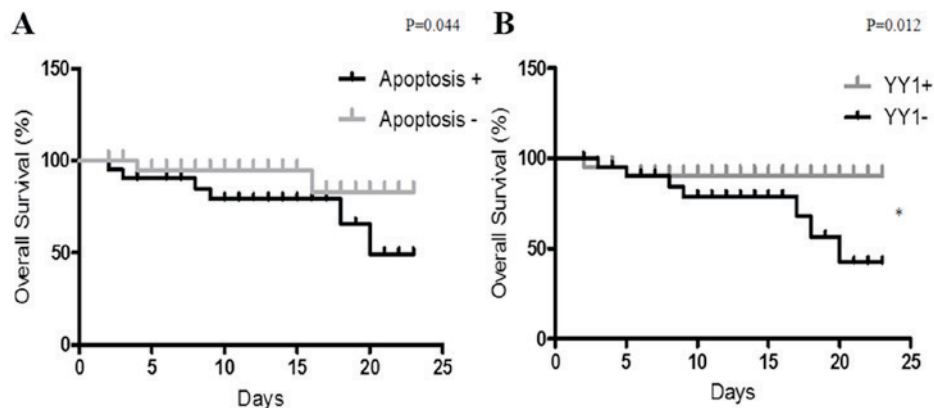 A
P=0.044
150
100
50
0
Overall Survival (%)
Apoptosis +
Apoptosis -
0 5 10 15 20 25
Days
B
P=0.012
150
100
50
0
Overall Survival (%)
YY1+
YY1-
*
0 5 10 15 20 25
Days